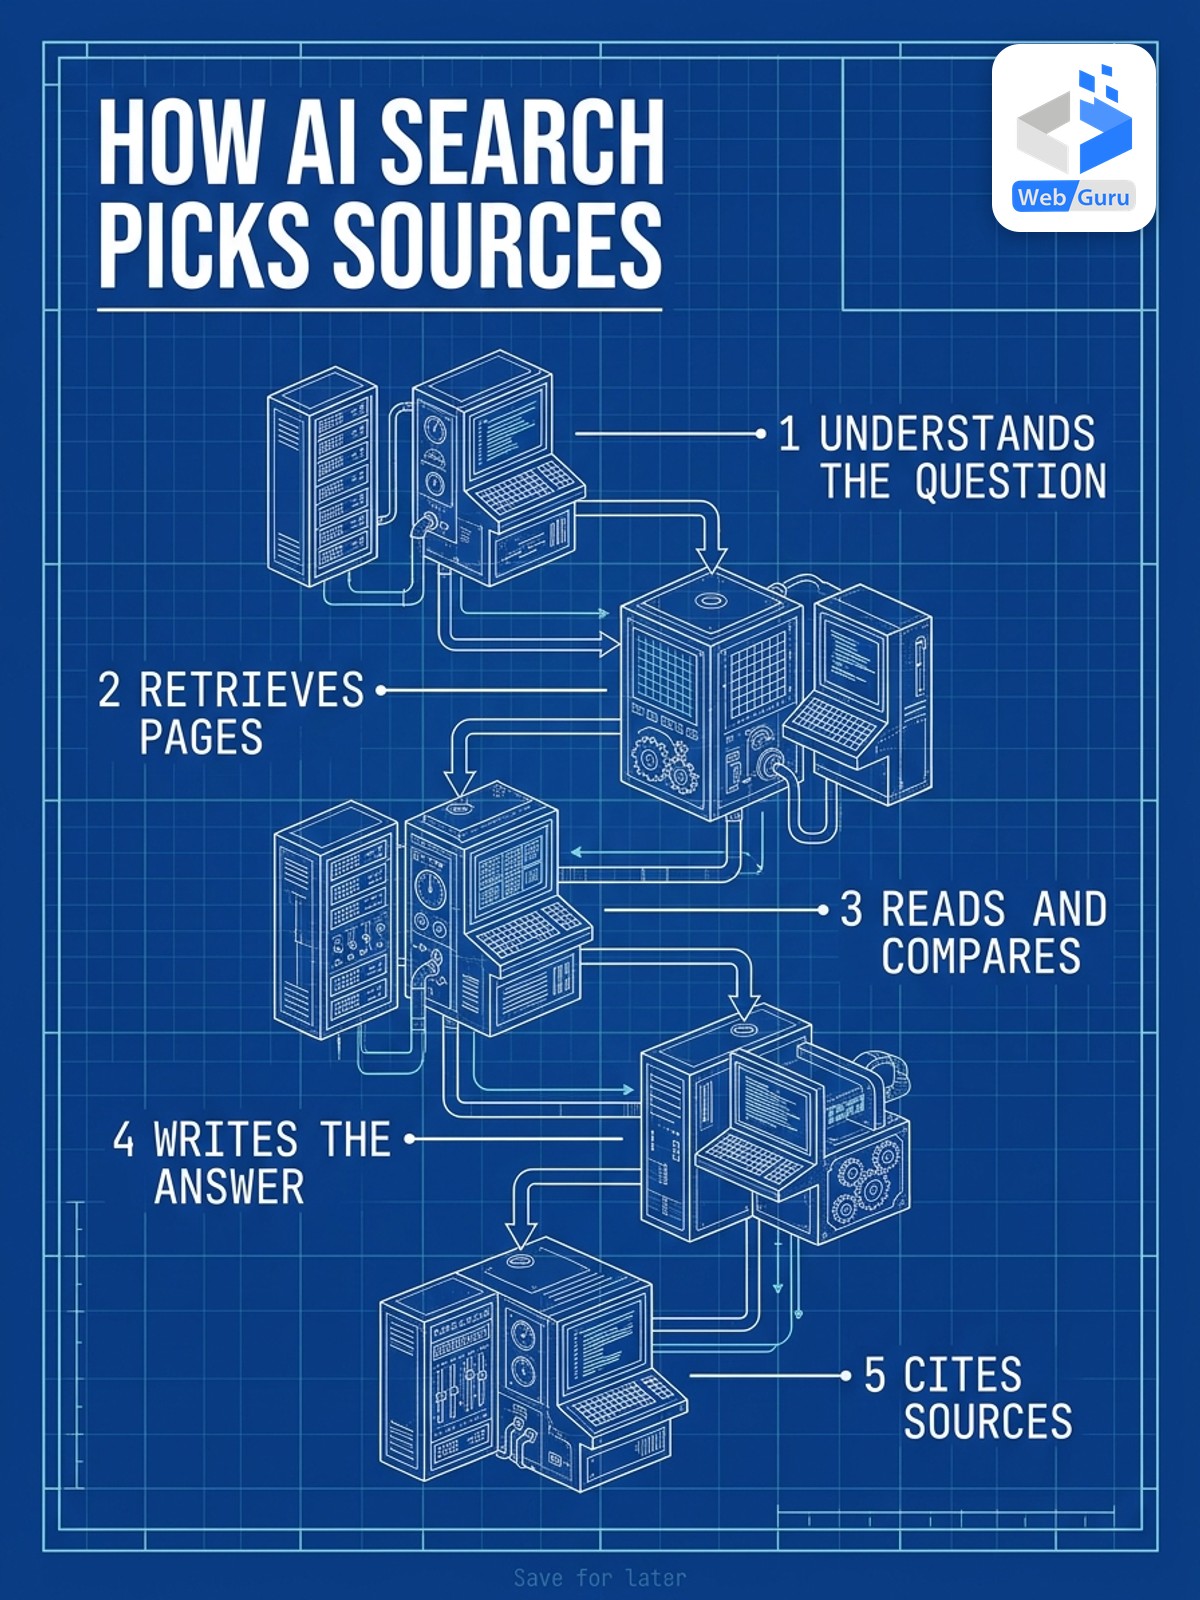 HOW AI SEARCH
PICKS SOURCES
Web Guru
1 UNDERSTANDS
THE QUESTION
2 RETRIEVES
PAGES
3 READS AND
COMPARES
4 WRITES THE
ANSWER
5 CITES
SOURCES
Save for later